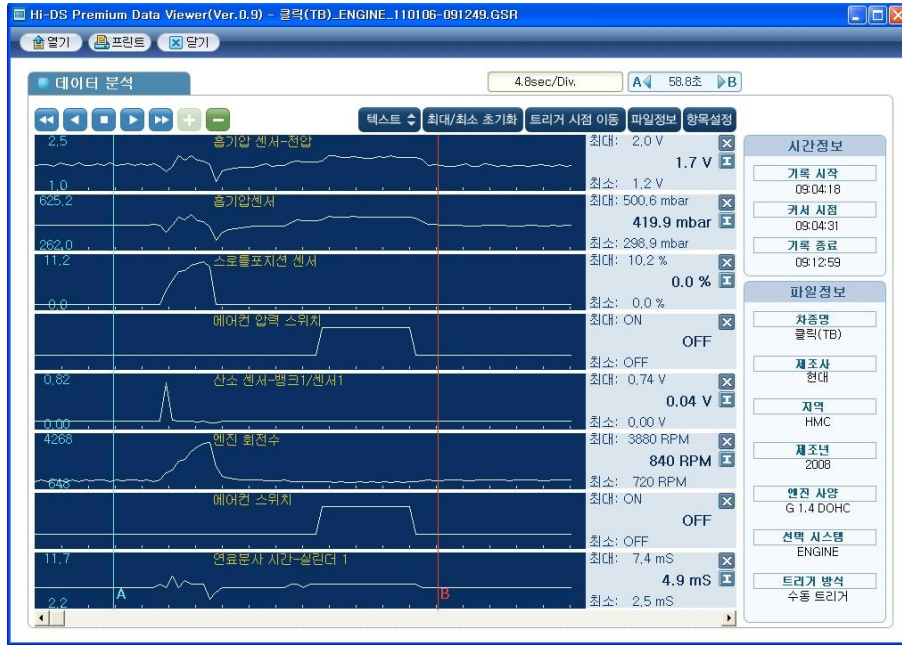 Hi-DS Premium Data Viewer(Ver.0.9) - 클릭(TB)_ENGINE_110106-091249.GSR
열기 프린트 닫기
데이터 분석
4.8sec/Div.
A 58.8초 B
텍스트 최대/최소 초기화 트리거 시점 이동 파일정보 항목설정
2.5 흡기압 센서-전압 최대: 2.0 V
1.7 V
1.0 최소: 1.2 V
625.2 흡기압센서 최대: 500.6 mbar
419.9 mbar
262.0 최소: 298.9 mbar
11.2 스로틀포지션 센서 최대: 10.2 %
0.0 %
0.0 최소: 0.0 %
에어컨 압력 스위치 최대: ON
OFF
최소: OFF
0.82 산소 센서-뱅크1/센서1 최대: 0.74 V
0.04 V
0.00 최소: 0.00 V
4268 엔진 회전수 최대: 3880 RPM
840 RPM
648 최소: 720 RPM
에어컨 스위치 최대: ON
OFF
최소: OFF
11.7 연료분사 시간-실린더 1 최대: 7.4 mS
4.9 mS
A B
2.2 최소: 2.5 mS
시간정보
기록 시작
09:04:18
커서 시점
09:04:31
기록 종료
09:12:59
파일정보
차종명
클릭(TB)
제조사
현대
지역
HMC
제조년
2008
엔진 사양
G 1.4 DOHC
선택 시스템
ENGINE
트리거 방식
수동 트리거